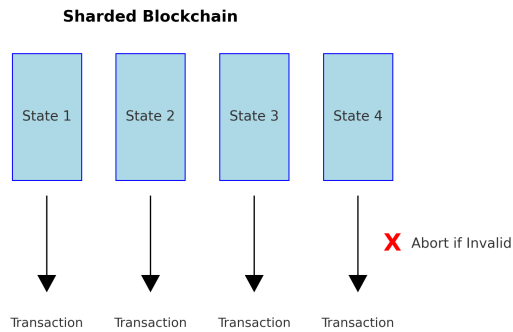 Sharded Blockchain
State 1 State 2 State 3 State 4
X Abort if Invalid
Transaction Transaction Transaction Transaction